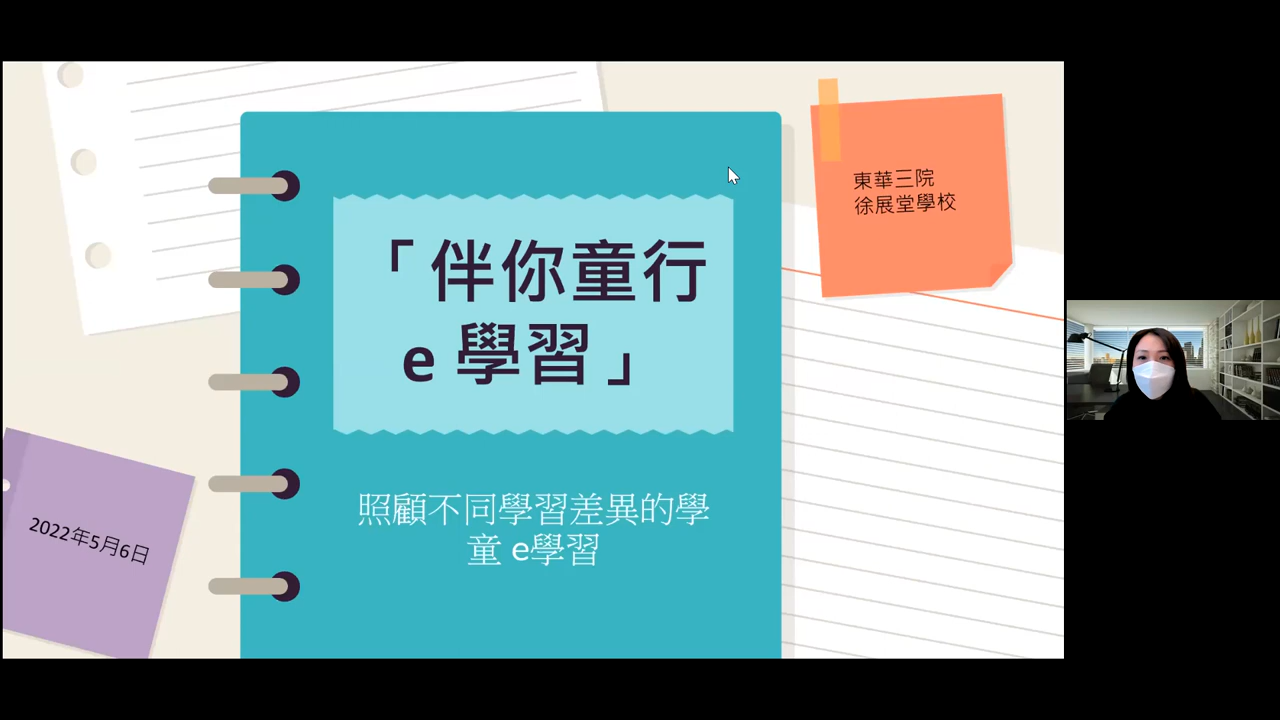 「伴你童行
e 學習」
照顧不同學習差異的學
童 e學習
東華三院
徐展堂學校
2022年5月6日